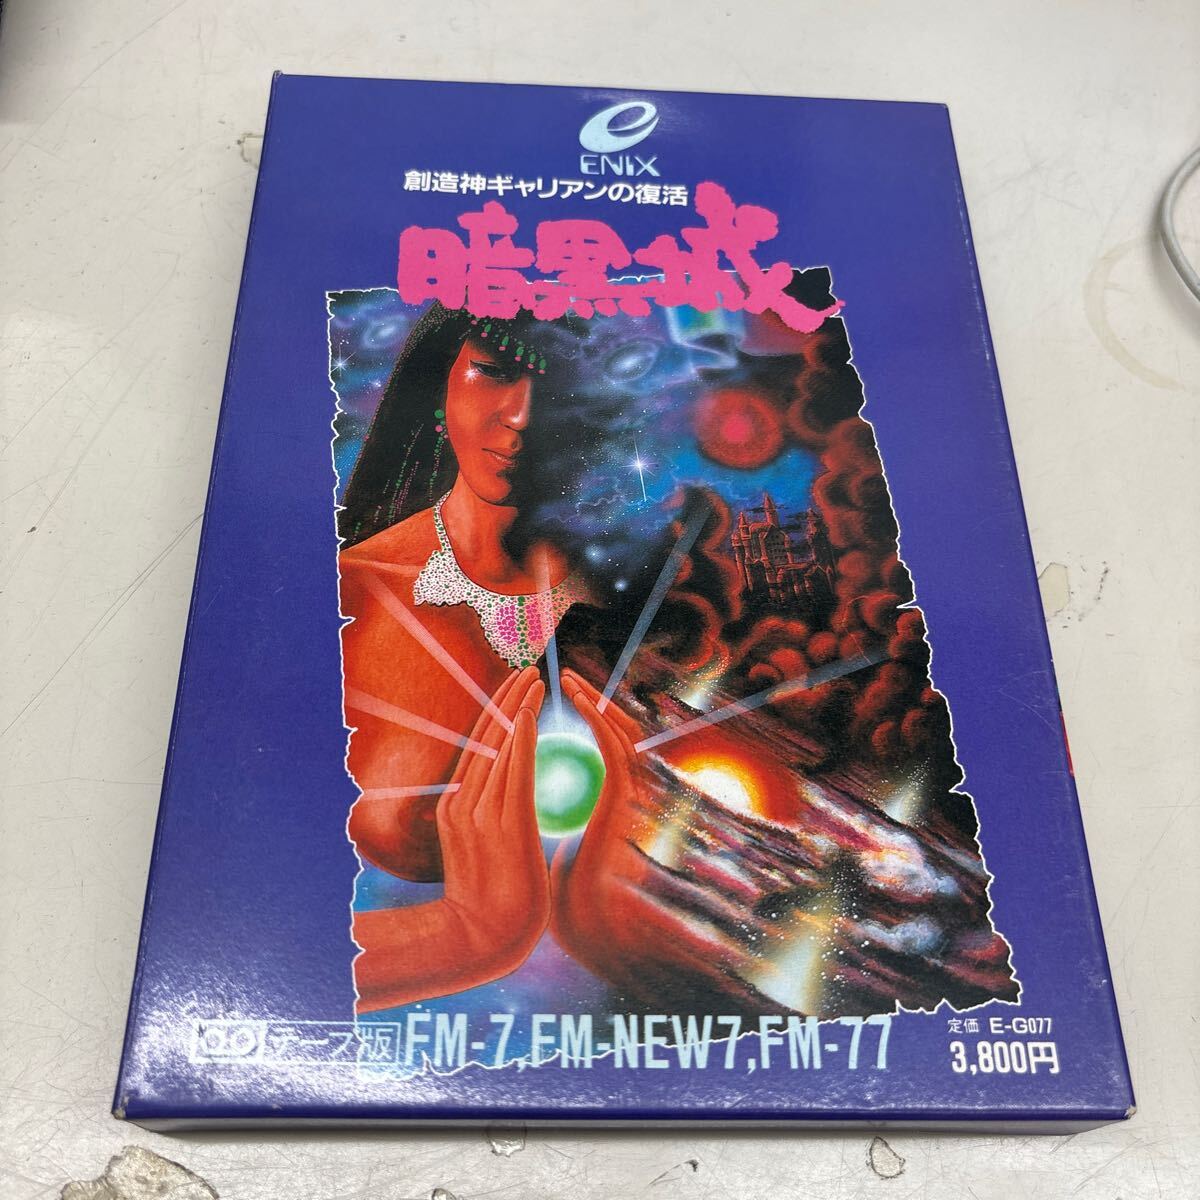 ENIX
創造神ギャリアンの復活
暗黒城
テープ版 FM-7,FM-NEW7,FM-77
定価 E-G077
3,800円